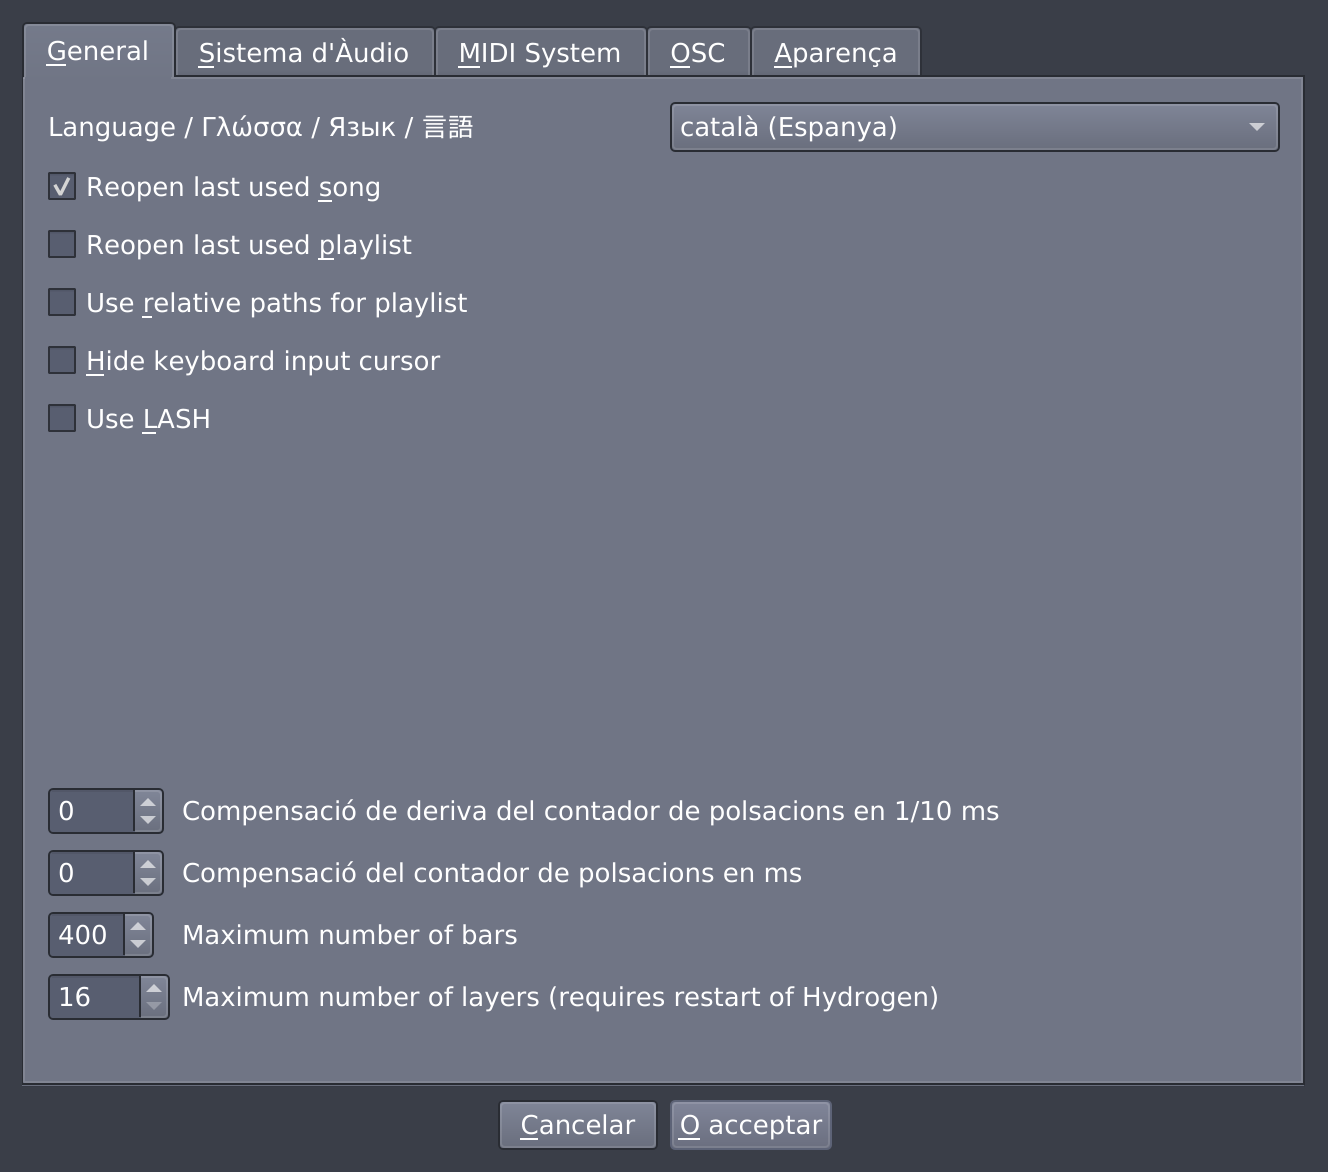 General
Sistema d'Àudio
MIDI System
OSC
Aparença
Language / Γλώσσα / Язык / 言語
català (Espanya)
Reopen last used song
Reopen last used playlist
Use relative paths for playlist
Hide keyboard input cursor
Use LASH
0 Compensació de deriva del contador de polsacions en 1/10 ms
0 Compensació del contador de polsacions en ms
400 Maximum number of bars
16 Maximum number of layers (requires restart of Hydrogen)
Cancelar
O acceptar